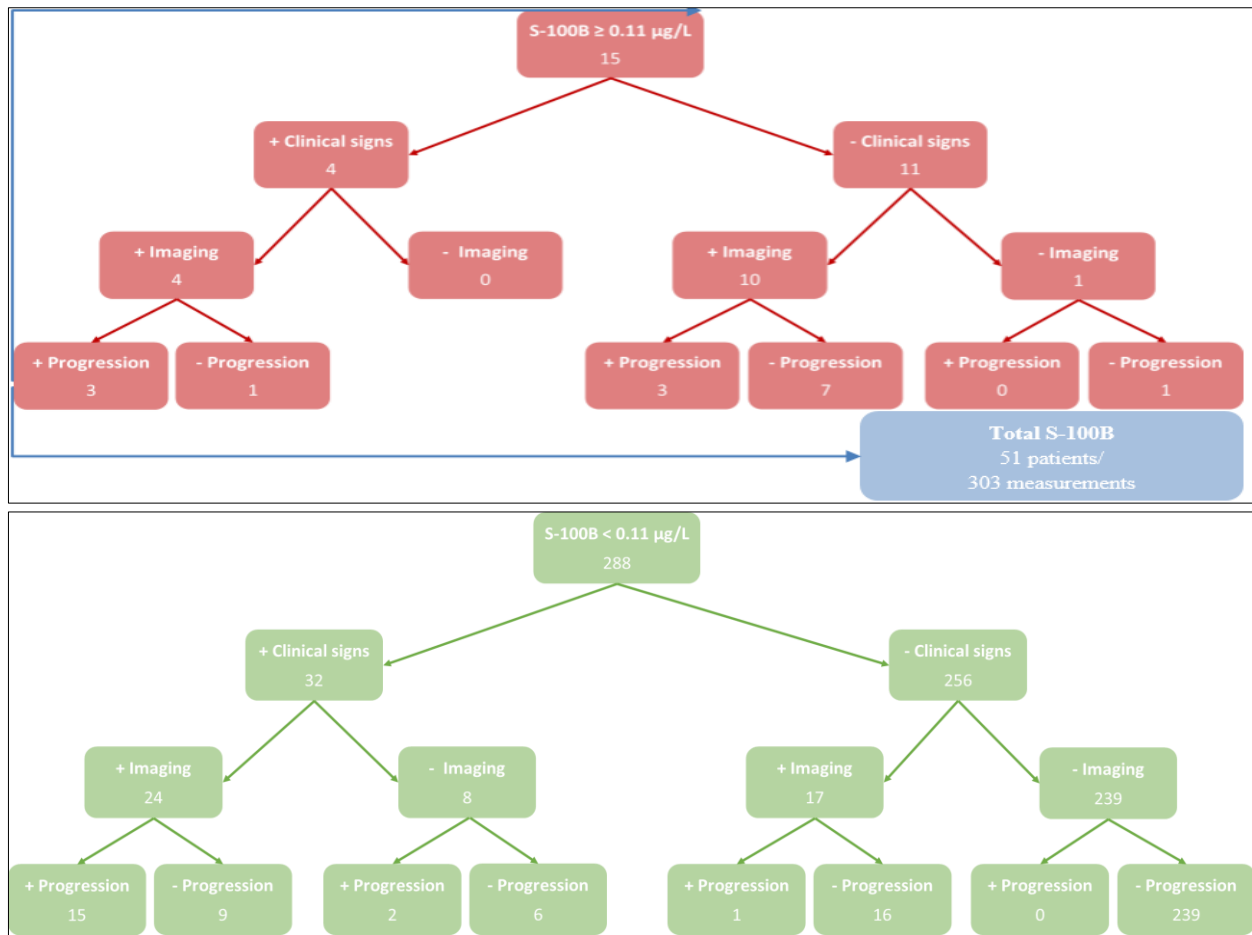 S-100B ≥ 0.11 µg/L
15
+ Clinical signs
4
- Clinical signs
11
+ Imaging
4
- Imaging
0
+ Imaging
10
- Imaging
1
+ Progression
3
- Progression
1
+ Progression
3
- Progression
7
+ Progression
0
- Progression
1
Total S-100B
51 patients/
303 measurements
S-100B < 0.11 µg/L
288
+ Clinical signs
32
- Clinical signs
256
+ Imaging
24
- Imaging
8
+ Imaging
17
- Imaging
239
+ Progression
15
- Progression
9
+ Progression
2
- Progression
6
+ Progression
1
- Progression
16
+ Progression
0
- Progression
239